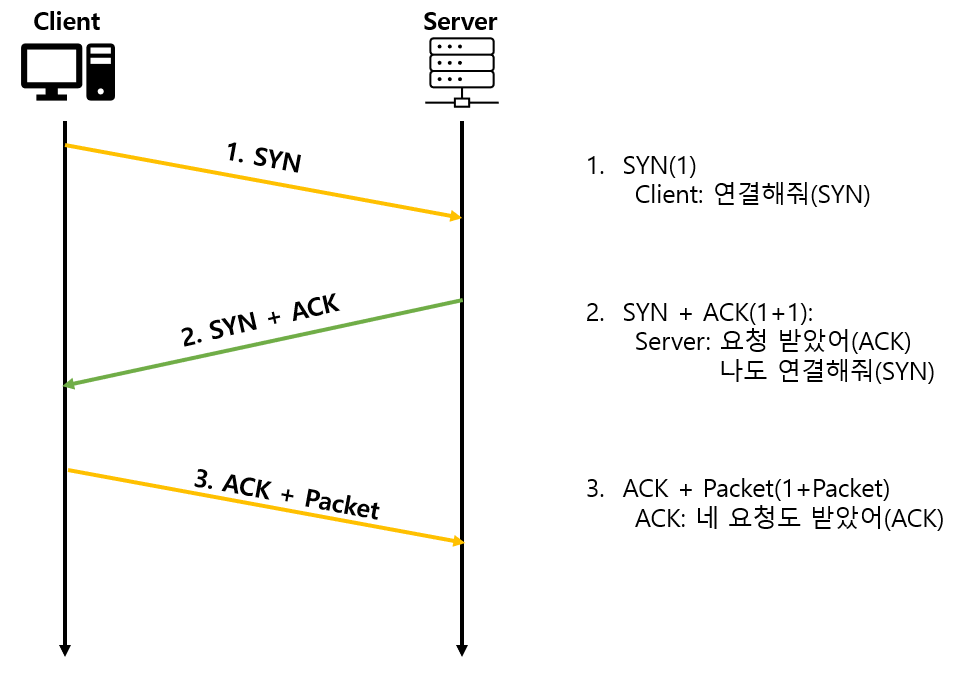 Client
Server
1. SYN
2. SYN + ACK
3. ACK + Packet
1. SYN(1)
Client: 연결해줘(SYN)
2. SYN + ACK(1+1):
Server: 요청 받았어(ACK)
나도 연결해줘(SYN)
3. ACK + Packet(1+Packet)
ACK: 네 요청도 받았어(ACK)